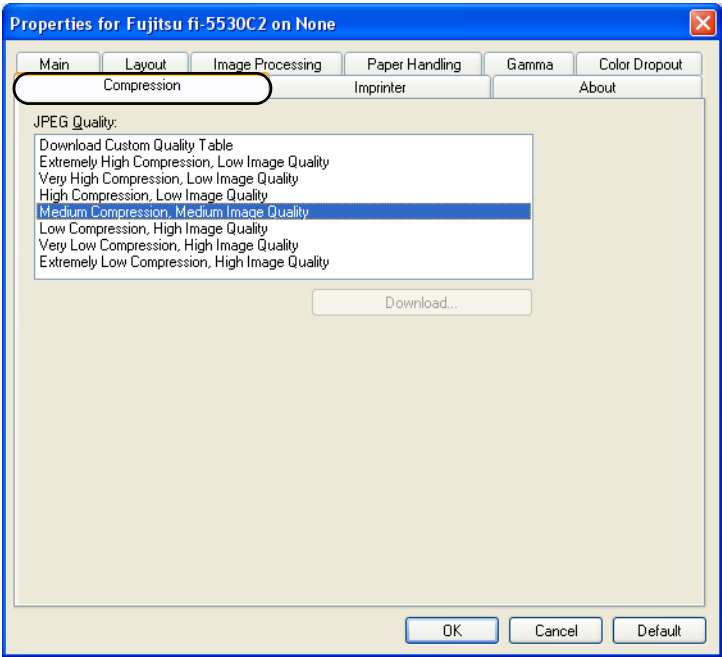 Properties for Fujitsu fi-5530C2 on None
Main Layout Image Processing Paper Handling Gamma Color Dropout
Compression Imprinter About
JPEG Quality:
Download Custom Quality Table
Extremely High Compression, Low Image Quality
Very High Compression, Low Image Quality
High Compression, Low Image Quality
Medium Compression, Medium Image Quality
Low Compression, High Image Quality
Very Low Compression, High Image Quality
Extremely Low Compression, High Image Quality
Download...
OK Cancel Default